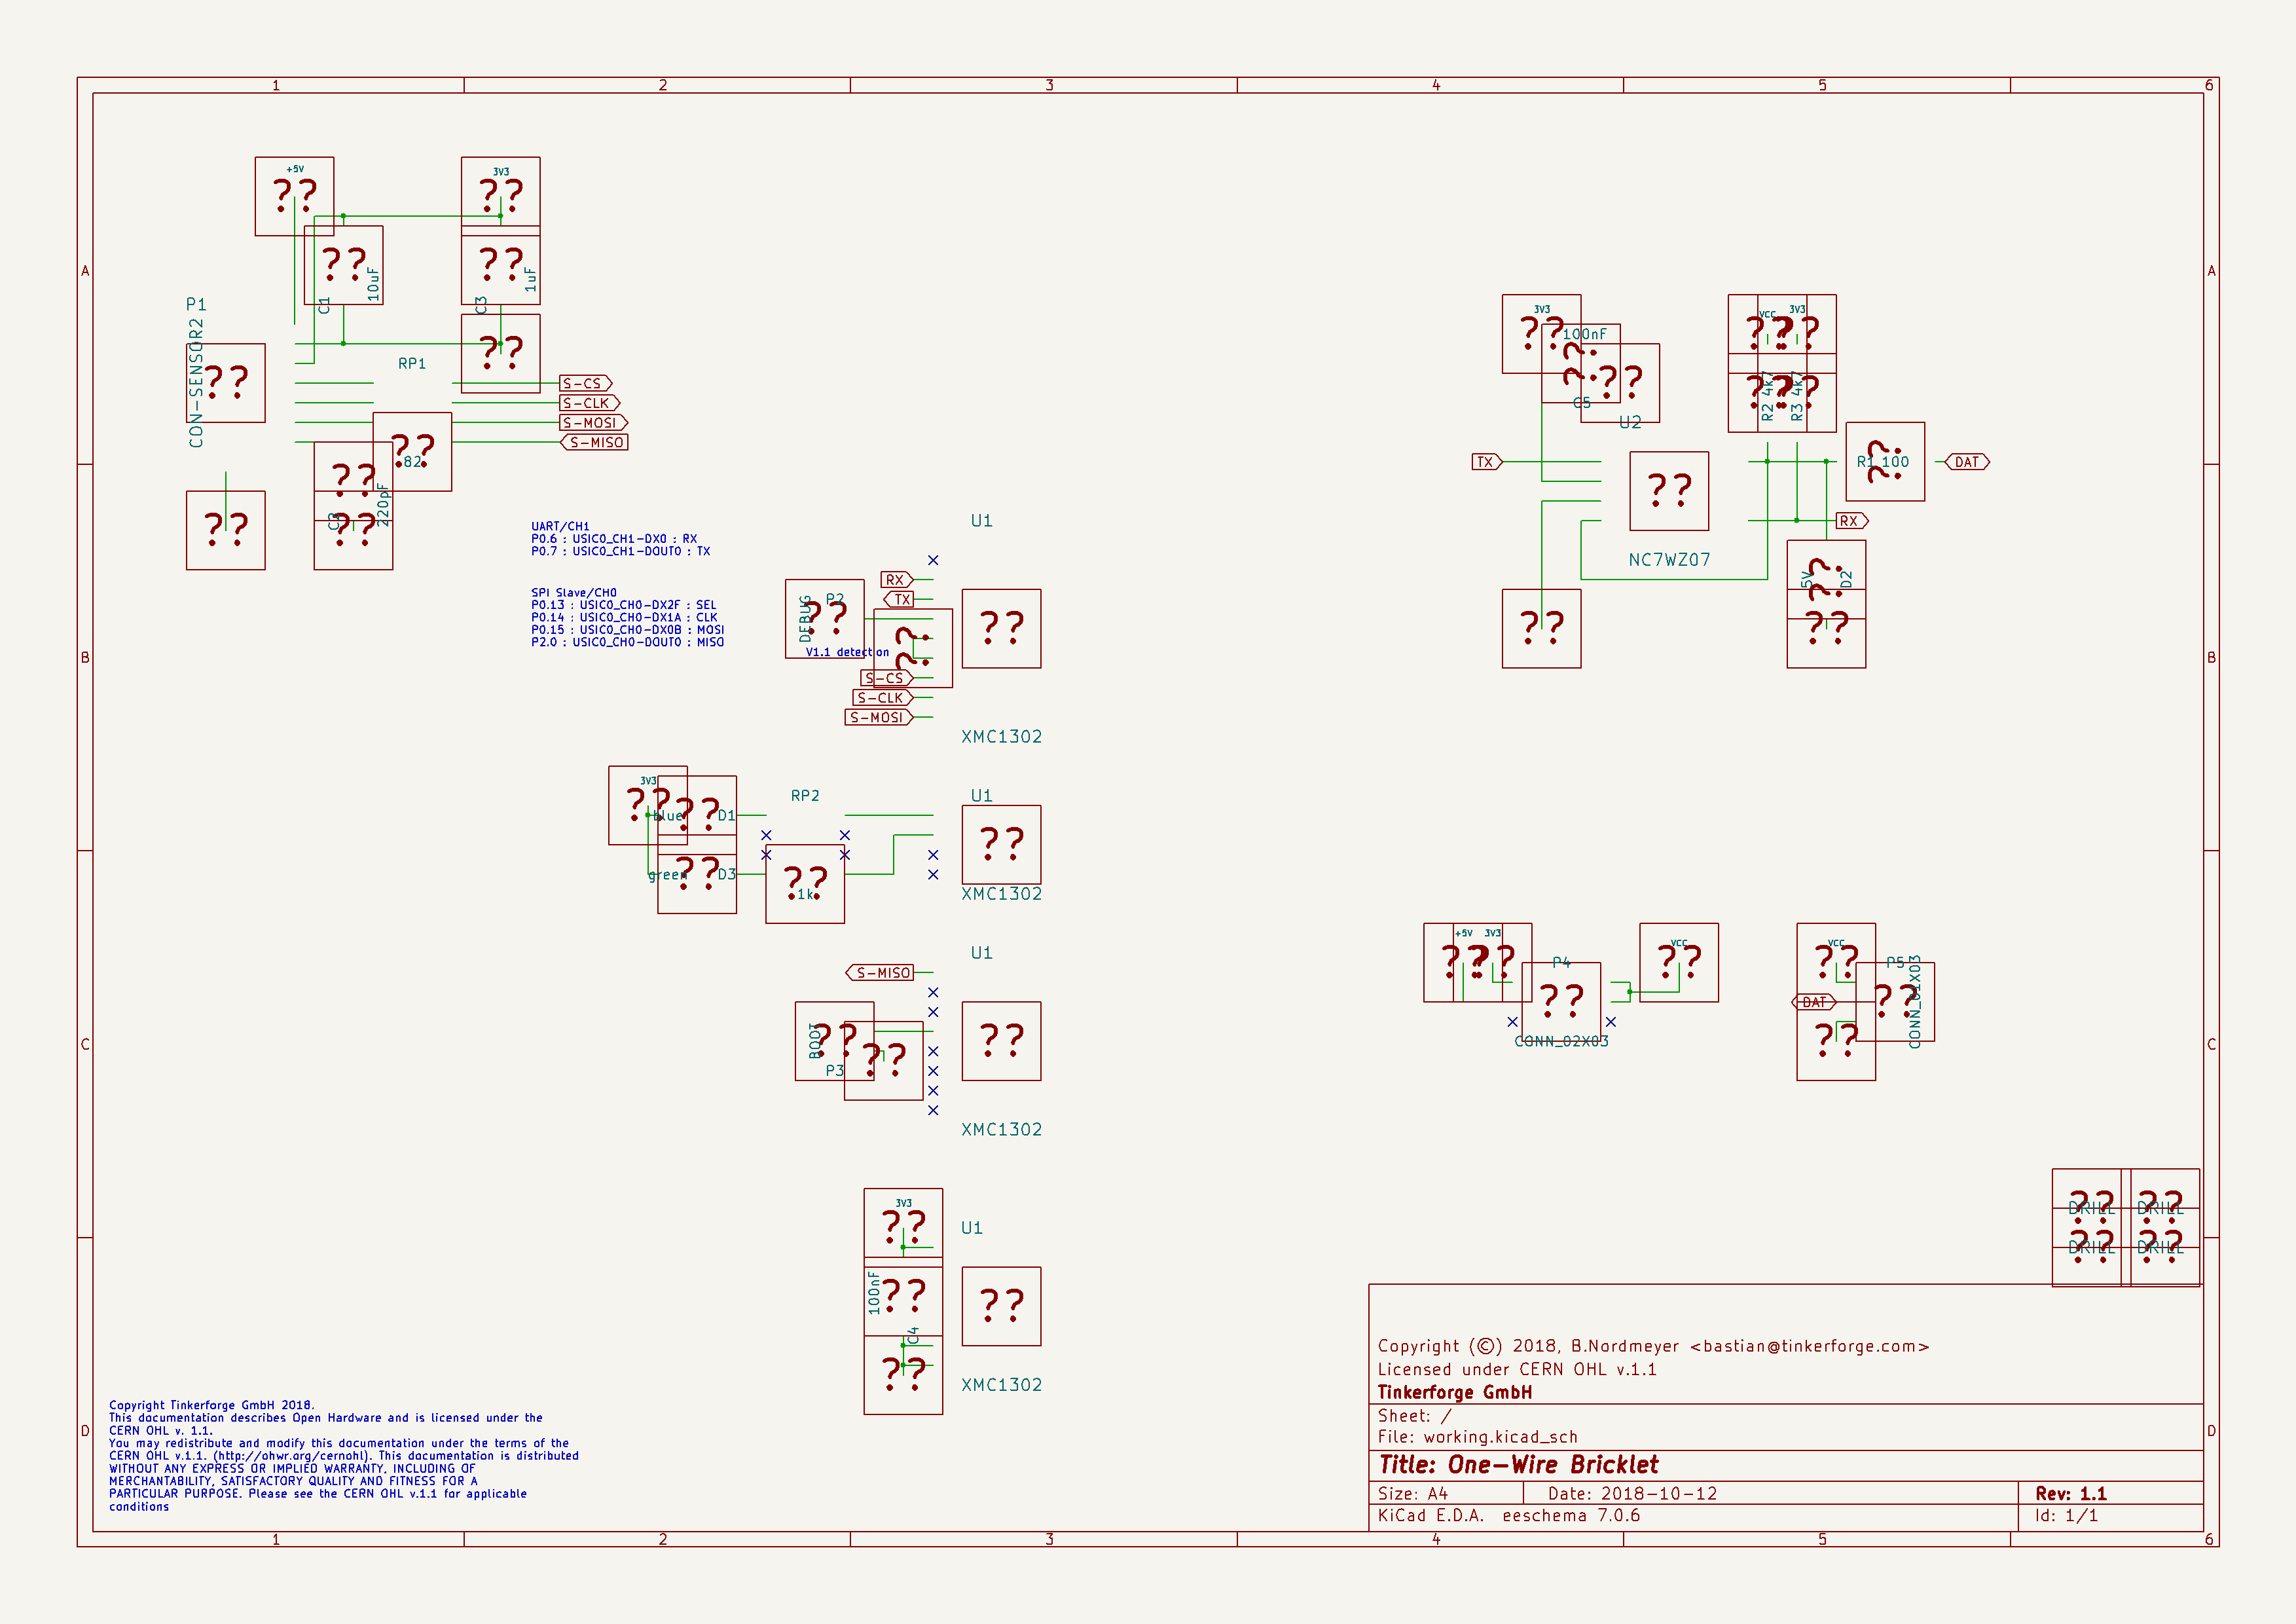 1 2 3 4 5 6
A
B
C
D
+5V
??
3V3
??
??
10uF
C1
??
1uF
C3
??
P1
CON-SENSOR2
??
RP1
??
82
S-CS
S-CLK
S-MOSI
S-MISO
??
220pF
C2
??
??
UART/CH1
P0.6 : USIC0_CH1-DX0 : RX
P0.7 : USIC0_CH1-DOUT0 : TX
SPI Slave/CH0
P0.13 : USIC0_CH0-DX2F : SEL
P0.14 : USIC0_CH0-DX1A : CLK
P0.15 : USIC0_CH0-DX0B : MOSI
P2.0 : USIC0_CH0-DOUT0 : MISO
U1
RX
TX
P2
DEBUG
??
??
V1.1 detection
S-CS
S-CLK
S-MOSI
??
XMC1302
3V3
??
blue
D1
??
green
D3
??
RP2
??
1k
U1
??
XMC1302
U1
S-MISO
BOOT
P3
??
??
??
XMC1302
3V3
??
100nF
C4
??
??
U1
??
XMC1302
3V3
??
100nF
C5
??
??
U2
TX
??
NC7WZ07
??
VCC
??
3V3
??
R2 4k7
??
R3 4k7
??
R1 100
??
DAT
RX
5V
D2
??
??
+5V
??
3V3
??
P4
??
CONN_02X03
VCC
??
VCC
??
DAT
P5
CONN_01X03
??
??
DRILL
??
DRILL
??
DRILL
??
DRILL
??
Copyright Tinkerforge GmbH 2018.
This documentation describes Open Hardware and is licensed under the
CERN OHL v. 1.1.
You may redistribute and modify this documentation under the terms of the
CERN OHL v.1.1. (http://ohwr.org/cernohl). This documentation is distributed
WITHOUT ANY EXPRESS OR IMPLIED WARRANTY, INCLUDING OF
MERCHANTABILITY, SATISFACTORY QUALITY AND FITNESS FOR A
PARTICULAR PURPOSE. Please see the CERN OHL v.1.1 for applicable
conditions
Copyright (©) 2018, B.Nordmeyer <bastian@tinkerforge.com>
Licensed under CERN OHL v.1.1
Tinkerforge GmbH
Sheet: /
File: working.kicad_sch
Title: One-Wire Bricklet
Size: A4 Date: 2018-10-12 Rev: 1.1
KiCad E.D.A. eeschema 7.0.6 Id: 1/1
A
B
C
D
1 2 3 4 5 6